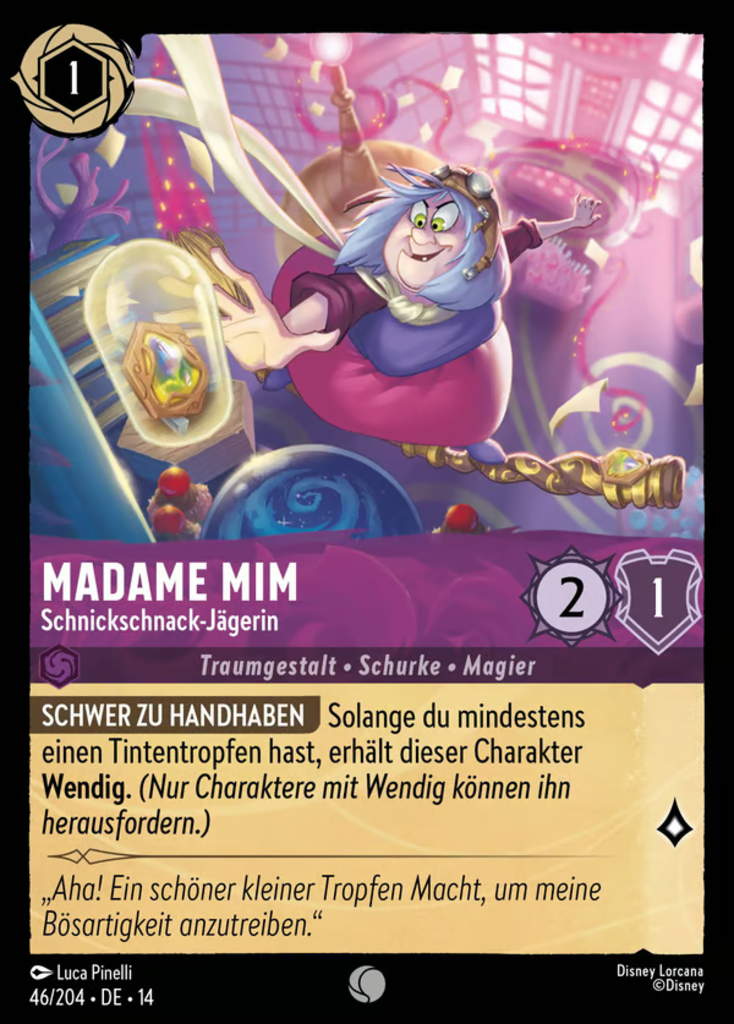 1
MADAME MIM
Schnickschnack-Jägerin
2
1
Traumgestalt • Schurke • Magier
SCHWER ZU HANDHABEN Solange du mindestens
einen Tintentropfen hast, erhält dieser Charakter
Wendig. (Nur Charaktere mit Wendig können ihn
herausfordern.)
„Aha! Ein schöner kleiner Tropfen Macht, um meine
Bösartigkeit anzutreiben.“
Luca Pinelli
46/204 • DE • 14
Disney Lorcana
©Disney